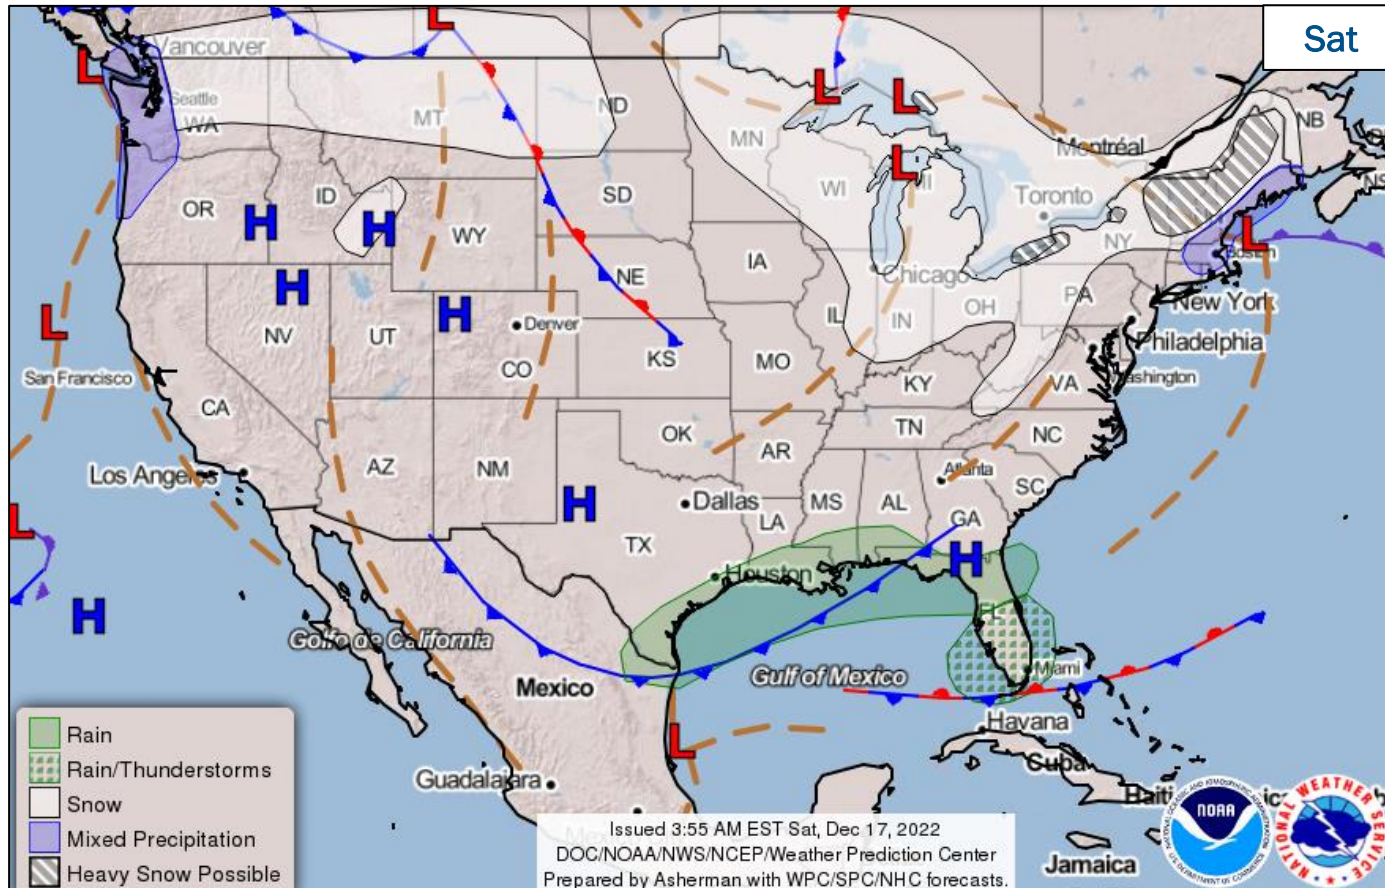 Sat
Vancouver
Seattle
WA
MT
ND
MN
Montréal
NB
NS
OR
ID
WY
SD
WI
MI
Toronto
NY
Boston
NV
UT
Denver
CO
NE
IA
Chicago
IL
IN
OH
PA
New York
Philadelphia
Washington
San Francisco
CA
KS
MO
KY
VA
Los Angeles
AZ
NM
OK
AR
TN
NC
Atlanta
SC
Dallas
TX
LA
MS
AL
GA
Houston
FL
Miami
Golfo de California
Mexico
Gulf of Mexico
Havana
Cuba
Haiti
Jamaica
Guadalajara
L
L
L
L
L
L
L
L
L
H
H
H
H
H
H
H
Rain
Rain/Thunderstorms
Snow
Mixed Precipitation
Heavy Snow Possible
Issued 3:55 AM EST Sat, Dec 17, 2022
DOC/NOAA/NWS/NCEP/Weather Prediction Center
Prepared by Asherman with WPC/SPC/NHC forecasts.
NOAA
NATIONAL WEATHER SERVICE